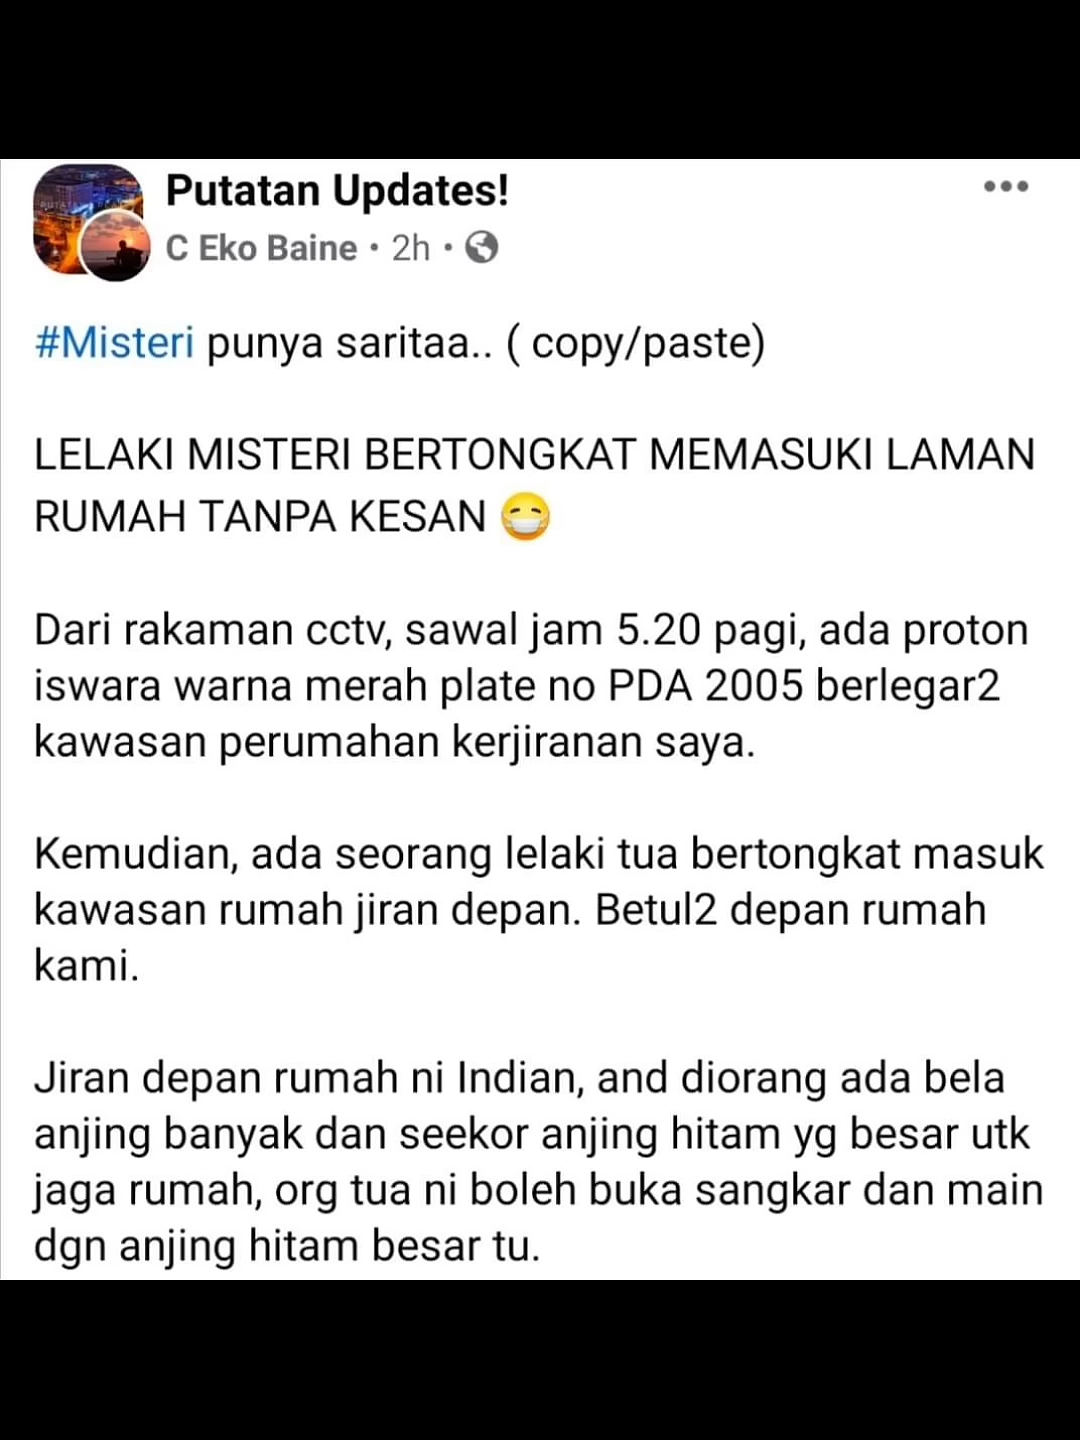 Putatan Updates!
C Eko Baine • 2h •
#Misteri punya saritaa.. ( copy/paste)
LELAKI MISTERI BERTONGKAT MEMASUKI LAMAN
RUMAH TANPA KESAN 😷
Dari rakaman cctv, sawal jam 5.20 pagi, ada proton
iswara warna merah plate no PDA 2005 berlegar2
kawasan perumahan kerjiranan saya.
Kemudian, ada seorang lelaki tua bertongkat masuk
kawasan rumah jiran depan. Betul2 depan rumah
kami.
Jiran depan rumah ni Indian, and diorang ada bela
anjing banyak dan seekor anjing hitam yg besar utk
jaga rumah, org tua ni boleh buka sangkar dan main
dgn anjing hitam besar tu.